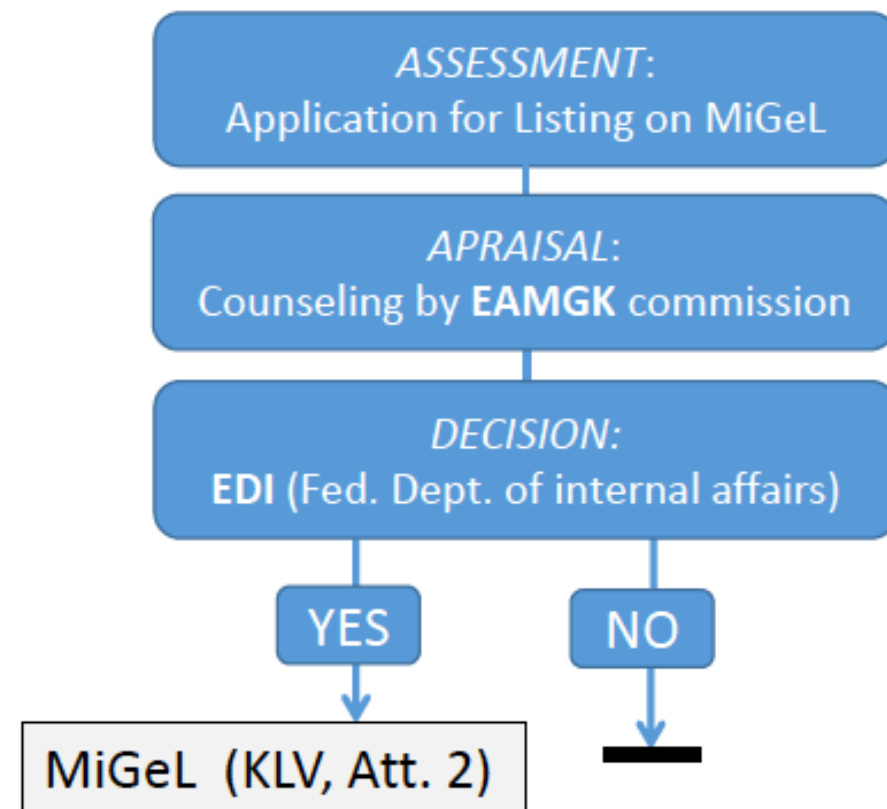 ASSESSMENT:
Application for Listing on MiGeL
APRAISAL:
Counseling by EAMGK commission
DECISION:
EDI (Fed. Dept. of internal affairs)
YES
NO
MiGeL (KLV, Att. 2)